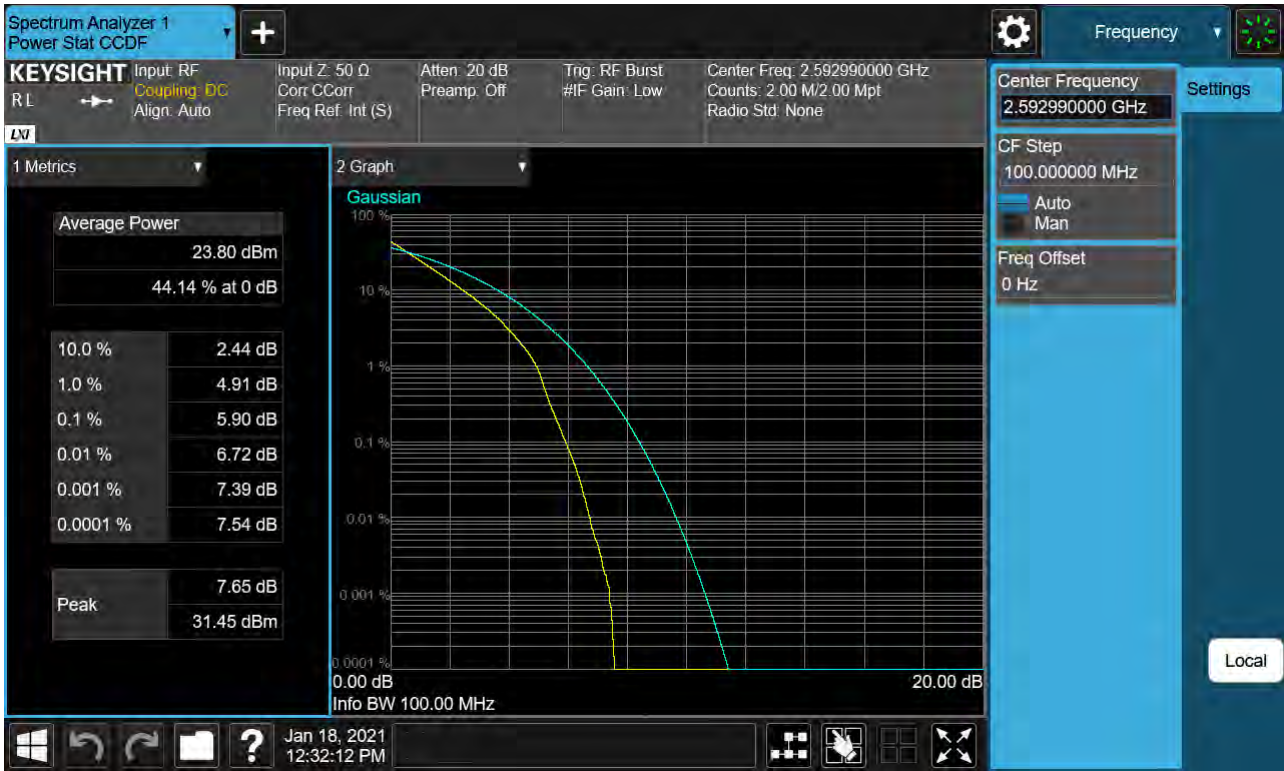 Spectrum Analyzer 1
Power Stat CCDF
+
Frequency
KEYSIGHT
R L
LXI
Input: RF
Coupling: DC
Align: Auto
Input Z: 50 Ω
Corr CCorr
Freq Ref: Int (S)
Atten: 20 dB
Preamp: Off
Trig: RF Burst
#IF Gain: Low
Center Freq: 2.592990000 GHz
Counts: 2.00 M/2.00 Mpt
Radio Std: None
Center Frequency
2.592990000 GHz
Settings
CF Step
100.000000 MHz
Auto
Man
Freq Offset
0 Hz
1 Metrics
Average Power
23.80 dBm
44.14 % at 0 dB
10.0 % 2.44 dB
1.0 % 4.91 dB
0.1 % 5.90 dB
0.01 % 6.72 dB
0.001 % 7.39 dB
0.0001 % 7.54 dB
Peak
7.65 dB
31.45 dBm
2 Graph
Gaussian
100 %
10 %
1 %
0.1 %
0.01 %
0.001 %
0.0001 %
0.00 dB 20.00 dB
Info BW 100.00 MHz
Local
?
Jan 18, 2021
12:32:12 PM